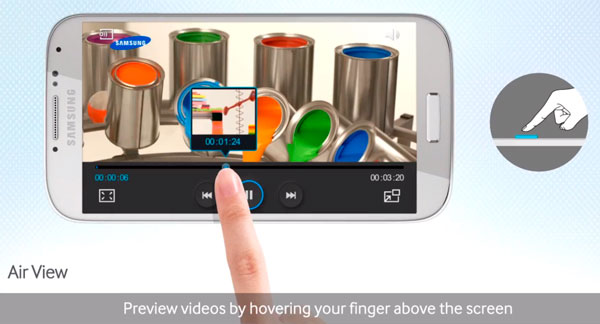 SAMSUNG
SAMSUNG
00:01:24
00:00:06
00:03:20
Air View
Preview videos by hovering your finger above the screen